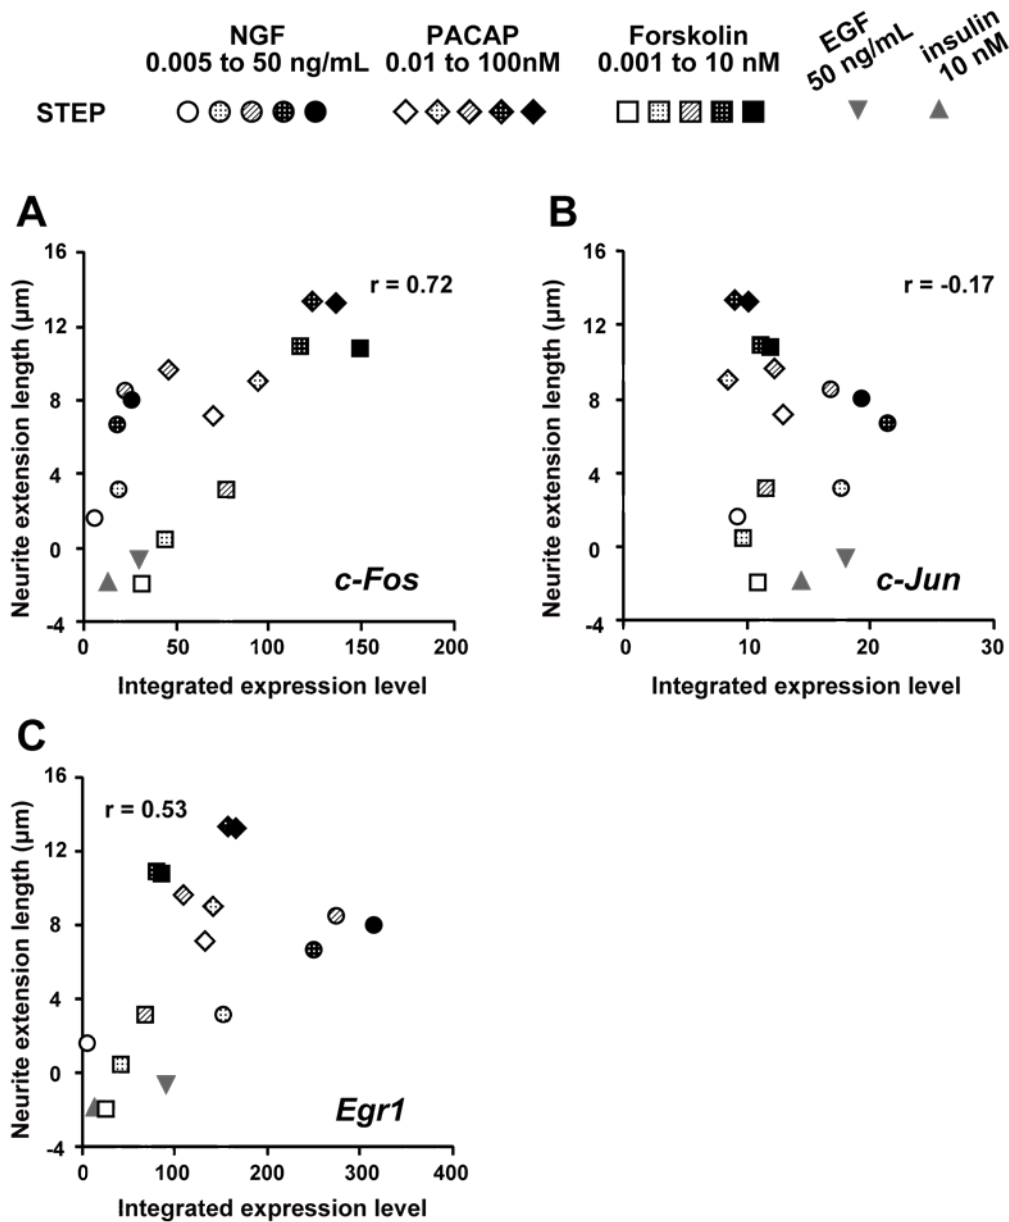 NGF
0.005 to 50 ng/mL
PACAP
0.01 to 100nM
Forskolin
0.001 to 10 nM
EGF
50 ng/mL
insulin
10 nM
STEP
A
Neurite extension length (μm)
16
12
8
4
0
-4
r = 0.72
c-Fos
0 50 100 150 200
Integrated expression level
B
Neurite extension length (μm)
16
12
8
4
0
-4
r = -0.17
c-Jun
0 10 20 30
Integrated expression level
C
Neurite extension length (μm)
16
12
8
4
0
-4
r = 0.53
Egr1
0 100 200 300 400
Integrated expression level